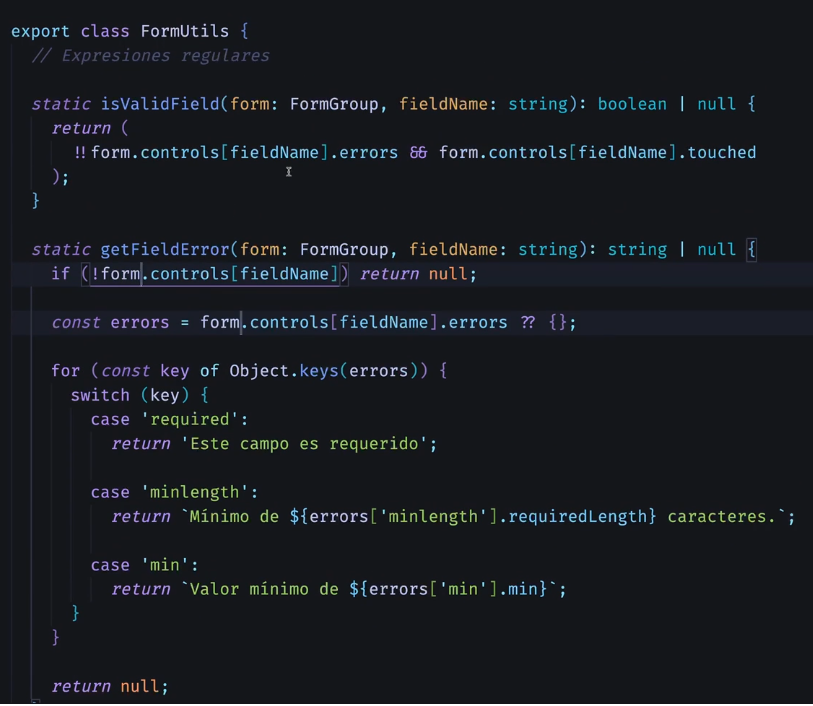 export class FormUtils {
// Expresiones regulares
static isValidField(form: FormGroup, fieldName: string): boolean | null {
return (
!!form.controls[fieldName].errors && form.controls[fieldName].touched
);
}
static getFieldError(form: FormGroup, fieldName: string): string | null {
if (!form.controls[fieldName]) return null;
const errors = form.controls[fieldName].errors ?? {};
for (const key of Object.keys(errors)) {
switch (key) {
case 'required':
return 'Este campo es requerido';
case 'minlength':
return `Mínimo de ${errors['minlength'].requiredLength} caracteres.`;
case 'min':
return `Valor mínimo de ${errors['min'].min}`;
}
}
return null;